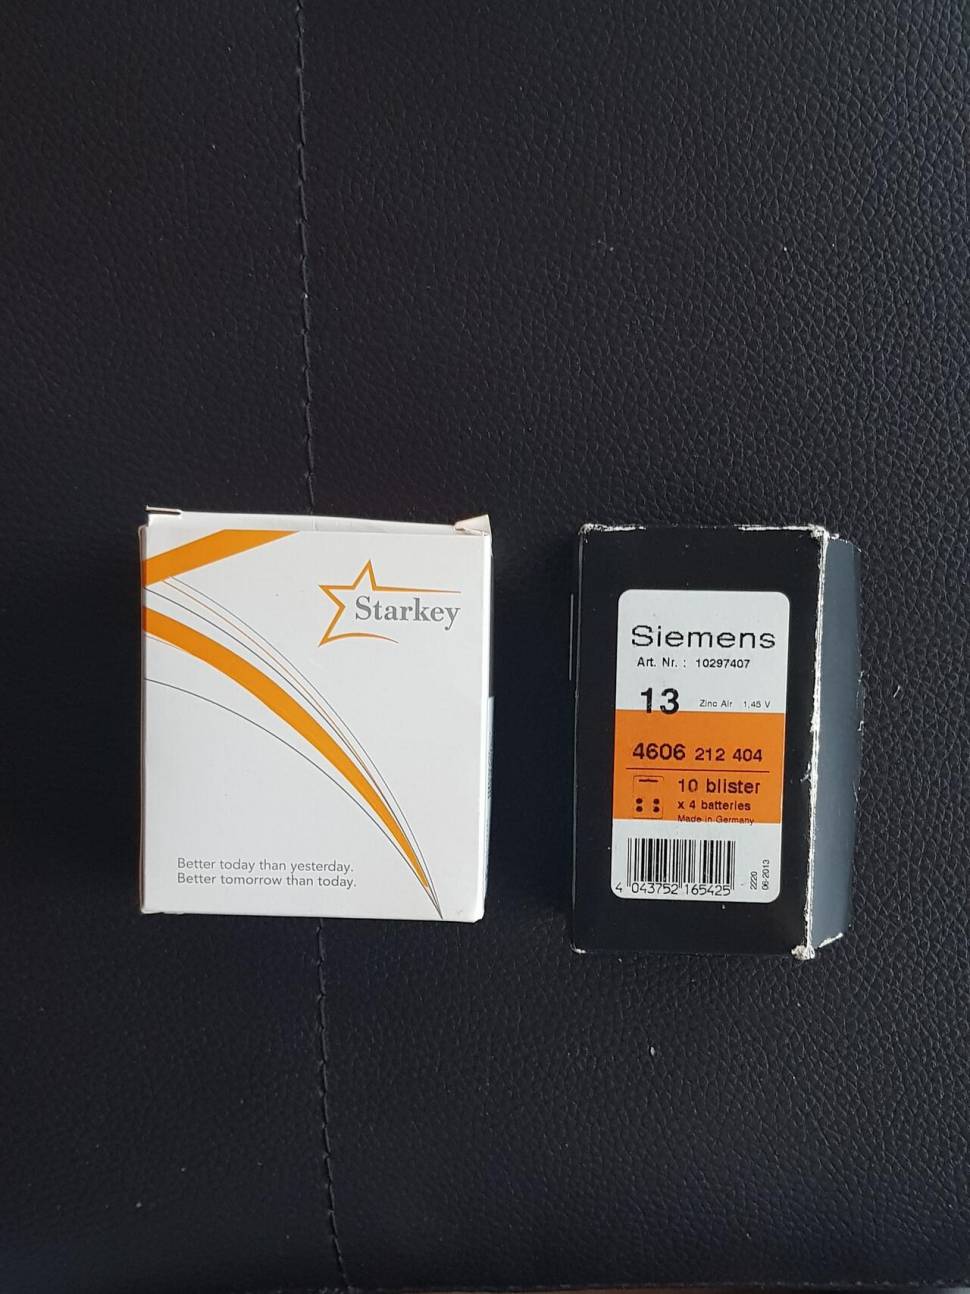 Starkey
Better today than yesterday.
Better tomorrow than today.
Siemens
Art. Nr. : 10297407
13 Zinc Air 1,45 V
4606 212 404
10 blister
x 4 batteries
Made in Germany
4 043752 165425
2220
06-2013